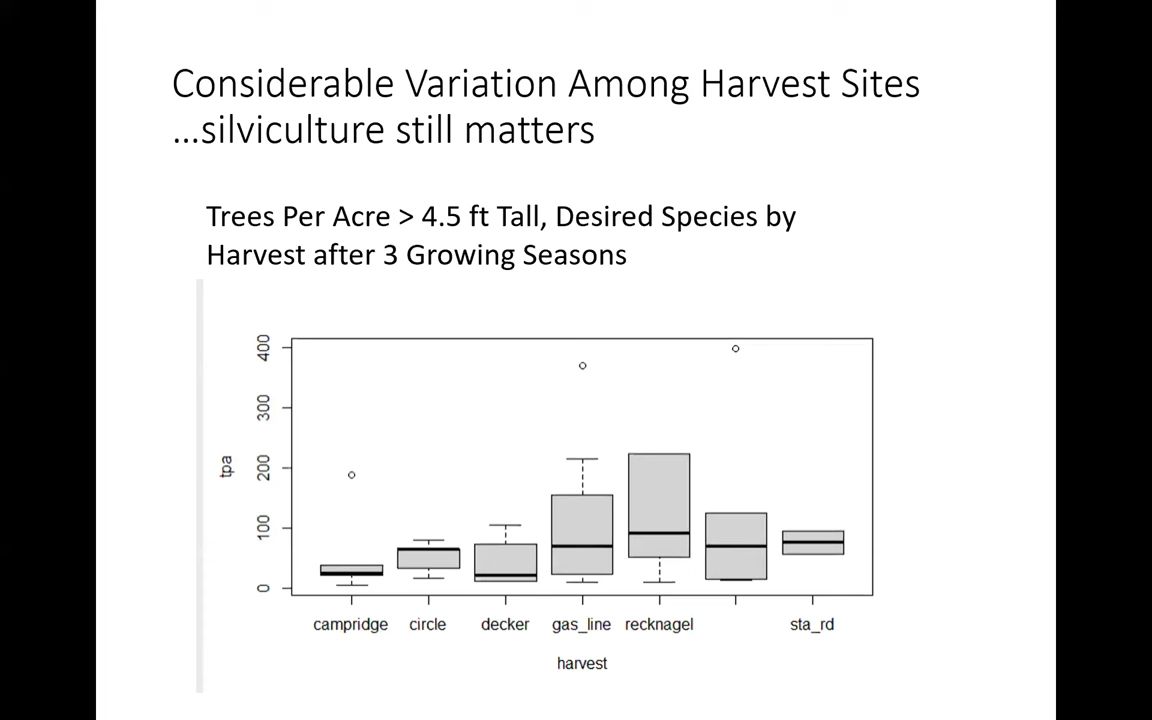 Considerable Variation Among Harvest Sites
…silviculture still matters
Trees Per Acre > 4.5 ft Tall, Desired Species by
Harvest after 3 Growing Seasons
400
300
200
100
0
tpa
campridge circle decker gas_line recknagel sta_rd
harvest